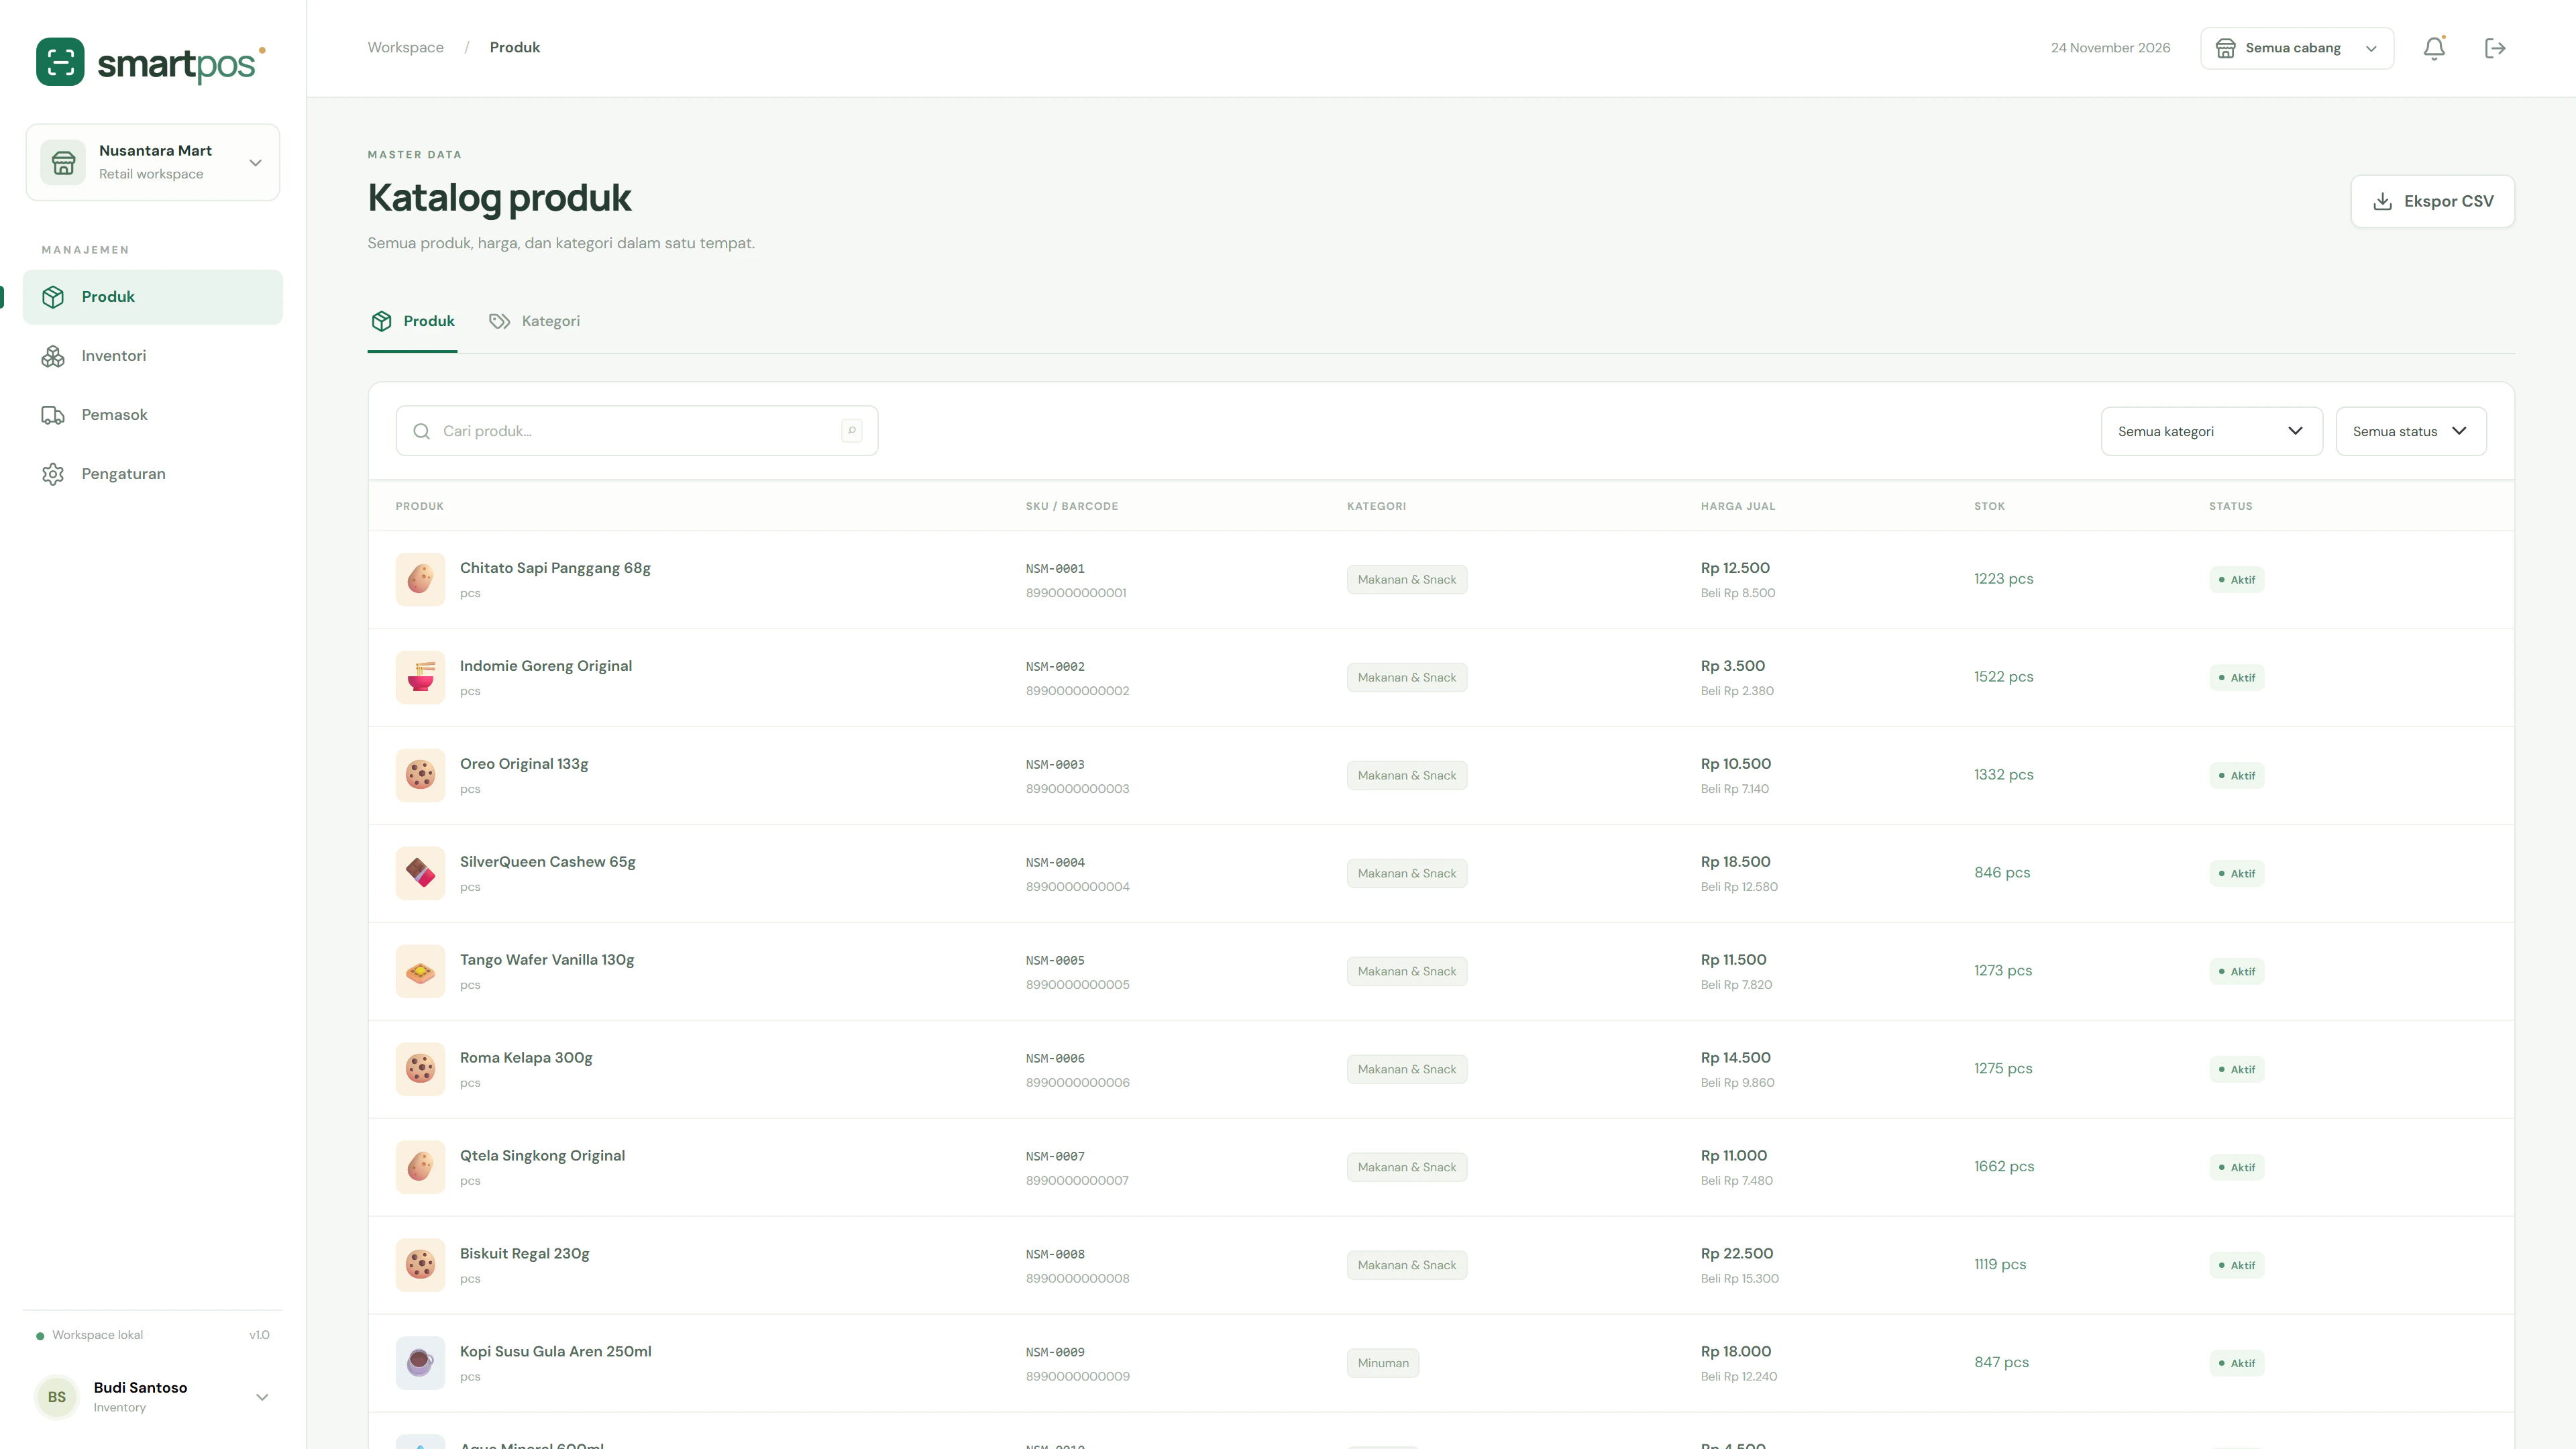 smartpos
Nusantara Mart
Retail workspace
MANAJEMEN
Produk
Inventori
Pemasok
Pengaturan
Workspace lokal
v1.0
BS
Budi Santoso
Inventory
Workspace / Produk
24 November 2026
Semua cabang
MASTER DATA
Katalog produk
Semua produk, harga, dan kategori dalam satu tempat.
Ekspor CSV
Produk
Kategori
Cari produk...
Semua kategori
Semua status
PRODUK SKU / BARCODE KATEGORI HARGA JUAL STOK STATUS
Chitato Sapi Panggang 68g NSM-0001 Makanan & Snack Rp 12.500 1223 pcs Aktif
pcs 8990000000001 Beli Rp 8.500
Indomie Goreng Original NSM-0002 Makanan & Snack Rp 3.500 1522 pcs Aktif
pcs 8990000000002 Beli Rp 2.380
Oreo Original 133g NSM-0003 Makanan & Snack Rp 10.500 1332 pcs Aktif
pcs 8990000000003 Beli Rp 7.140
SilverQueen Cashew 65g NSM-0004 Makanan & Snack Rp 18.500 846 pcs Aktif
pcs 8990000000004 Beli Rp 12.580
Tango Wafer Vanilla 130g NSM-0005 Makanan & Snack Rp 11.500 1273 pcs Aktif
pcs 8990000000005 Beli Rp 7.820
Roma Kelapa 300g NSM-0006 Makanan & Snack Rp 14.500 1275 pcs Aktif
pcs 8990000000006 Beli Rp 9.860
Qtela Singkong Original NSM-0007 Makanan & Snack Rp 11.000 1662 pcs Aktif
pcs 8990000000007 Beli Rp 7.480
Biskuit Regal 230g NSM-0008 Makanan & Snack Rp 22.500 1119 pcs Aktif
pcs 8990000000008 Beli Rp 15.300
Kopi Susu Gula Aren 250ml NSM-0009 Minuman Rp 18.000 847 pcs Aktif
pcs 8990000000009 Beli Rp 12.240
Aqua Mineral 600ml NSM-0010 Rp 4.500